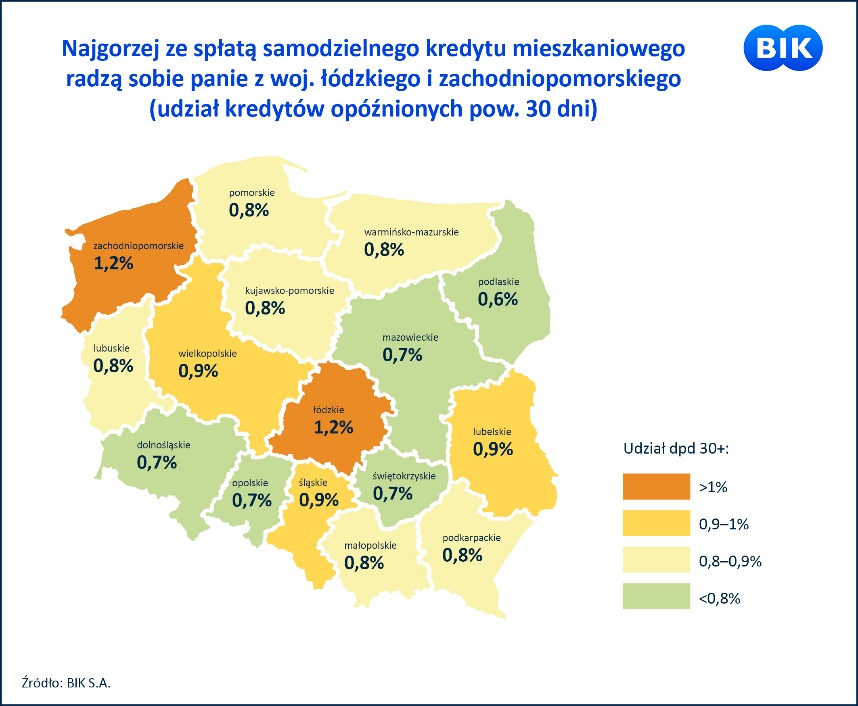 Najgorzej ze spłatą samodzielnego kredytu mieszkaniowego
radzą sobie panie z woj. łódzkiego i zachodniopomorskiego
(udział kredytów opóźnionych pow. 30 dni)
BIK
pomorskie
0,8%
warmińsko-mazurskie
0,8%
zachodniopomorskie
1,2%
podlaskie
0,6%
kujawsko-pomorskie
0,8%
mazowieckie
0,7%
lubuskie
0,8%
wielkopolskie
0,9%
łódzkie
1,2%
lubelskie
0,9%
dolnośląskie
0,7%
opolskie
0,7%
śląskie
0,9%
świętokrzyskie
0,7%
małopolskie
0,8%
podkarpackie
0,8%
Udział dpd 30+:
>1%
0,9–1%
0,8–0,9%
<0,8%
Źródło: BIK S.A.